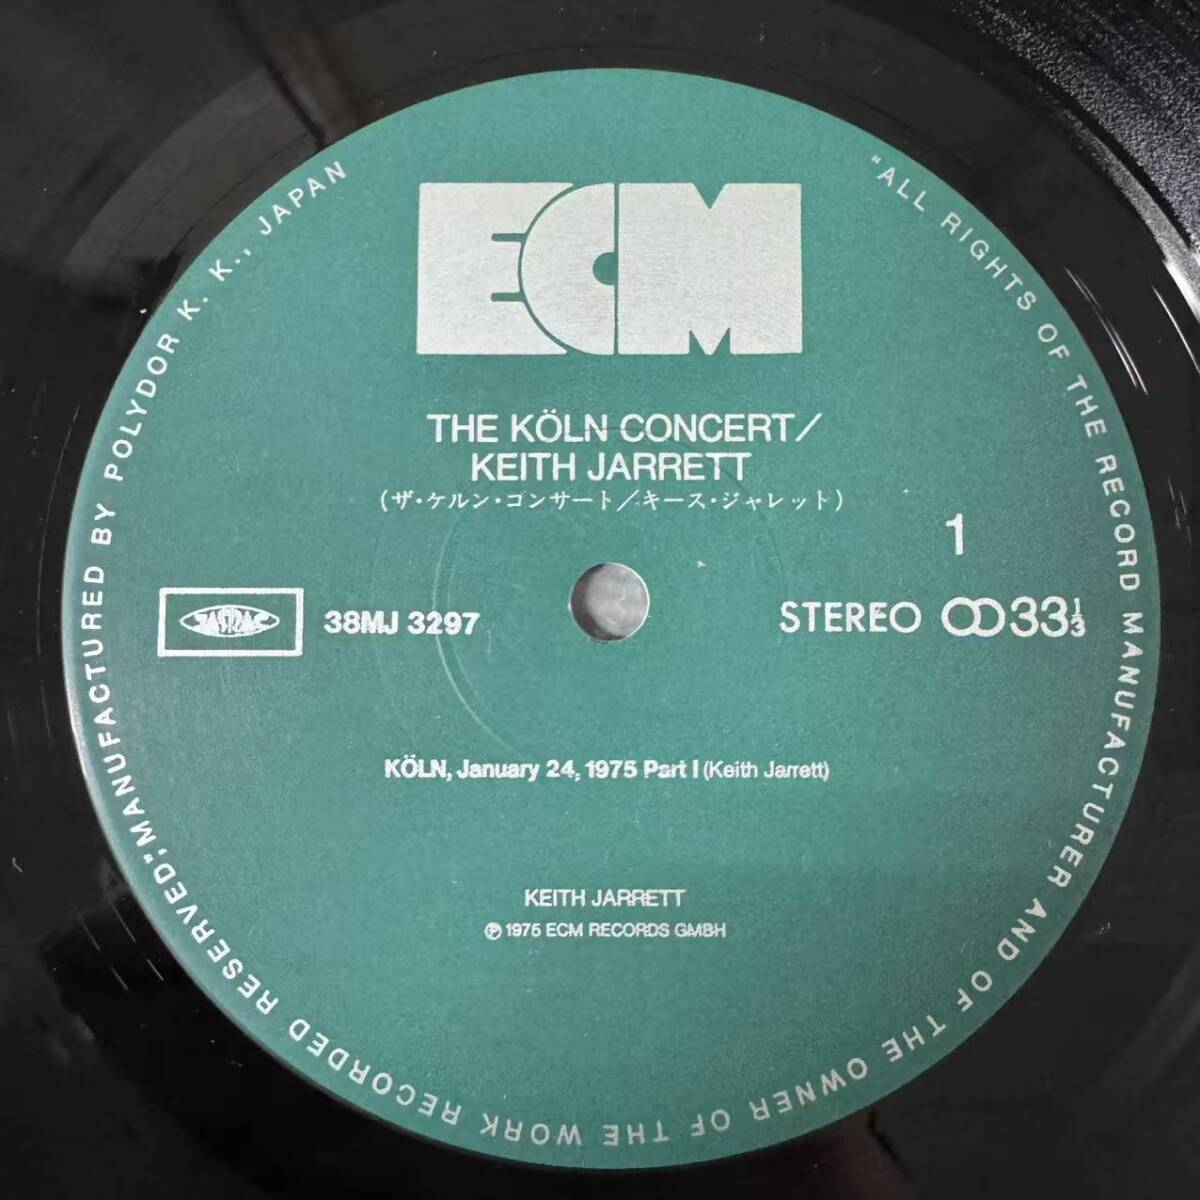 ECM
THE KÖLN CONCERT/
KEITH JARRETT
(ザ・ケルン・コンサート/キース・ジャレット)
1
JASRAC
38MJ 3297
STEREO ꝏ 33⅓
KÖLN, January 24, 1975 Part I (Keith Jarrett)
KEITH JARRETT
℗ 1975 ECM RECORDS GMBH
"ALL RIGHTS OF THE RECORD MANUFACTURER AND OF THE OWNER OF THE WORK RECORDED RESERVED;" MANUFACTURED BY POLYDOR K. K., JAPAN